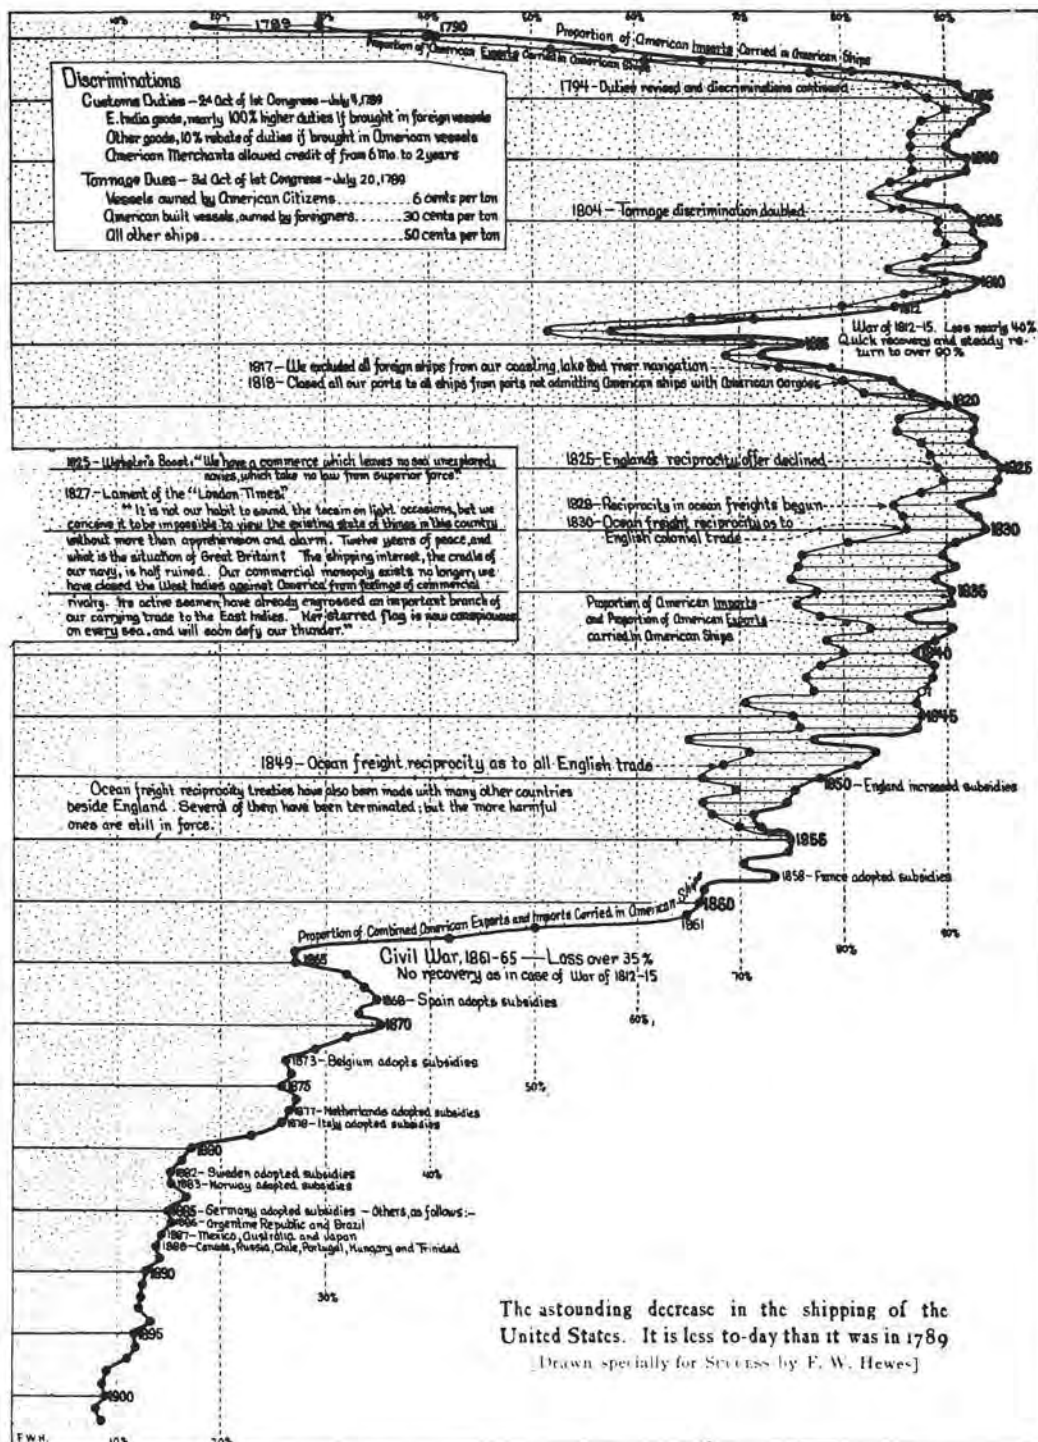 10% 20% 30% 40% 50% 60% 70% 80% 90%
1789
1790
Proportion of American Imports Carried in American Ships
Proportion of American Exports Carried in American Ships
Discriminations
Customs Duties – 2d Act of 1st Congress – July 4, 1789
E. India goods, nearly 100% higher duties if brought in foreign vessels
Other goods, 10% rebate of duties if brought in American vessels
American Merchants allowed credit of from 6 Mo. to 2 years
Tonnage Dues – 3d Act of 1st Congress – July 20, 1789
Vessels owned by American Citizens........6 cents per ton
American built vessels, owned by foreigners........30 cents per ton
All other ships........50 cents per ton
1794 – Duties revised and discriminations continued
1795
1800
1804 – Tonnage discrimination doubled
1805
1810
1812
War of 1812-15. Loss nearly 40%
Quick recovery and steady re-
turn to over 90%
1815
1817 – We excluded all foreign ships from our coasting, lake and river navigation
1818 – Closed all our ports to all ships from ports not admitting American ships with American cargoes
1820
1825 – Webster's Boast: "We have a commerce which leaves no sea unexplored;
navies, which take no law from superior force."
1827 – Lament of the "London Times."
"It is not our habit to sound the tocsin on light occasions, but we
conceive it to be impossible to view the existing state of things in this country
without more than apprehension and alarm. Twelve years of peace, and
what is the situation of Great Britain? The shipping interest, the cradle of
our navy, is half ruined. Our commercial monopoly exists no longer; we
have closed the West Indies against America from feelings of commercial
rivalry. Its active seamen have already engrossed an important branch of
our carrying trade to the East Indies. Her starred flag is now conspicuous
on every sea, and will soon defy our thunder."
1825 – England's reciprocity offer declined
1825
1828 – Reciprocity in ocean freights begun
1830 – Ocean freight reciprocity as to
English colonial trade
1830
1835
Proportion of American Imports
and Proportion of American Exports
carried in American Ships
1840
1845
1849 – Ocean freight reciprocity as to all English trade
1850 – England increased subsidies
Ocean freight reciprocity treaties have also been made with many other countries
beside England. Several of them have been terminated; but the more harmful
ones are still in force.
1855
1858 – France adopted subsidies
1860
1861
Proportion of Combined American Exports and Imports Carried in American Ships
80% 90%
Civil War, 1861-65 — Loss over 35%
No recovery as in case of War of 1812-15
1865
70%
1868 – Spain adopts subsidies
60%
1870
1873 – Belgium adopts subsidies
1875
50%
1877 – Netherlands adopted subsidies
1878 – Italy adopted subsidies
1880
40%
1882 – Sweden adopted subsidies
1883 – Norway adopted subsidies
1885 – Germany adopted subsidies – Others, as follows:–
1886 – Argentine Republic and Brazil
1887 – Mexico, Australia and Japan
1888 – Canada, Russia, Chile, Portugal, Hungary and Trinidad
1890
30%
The astounding decrease in the shipping of the
United States. It is less to-day than it was in 1789
[Drawn specially for SUCCESS by F. W. Hewes]
1895
1900
F W H.
10% 20%